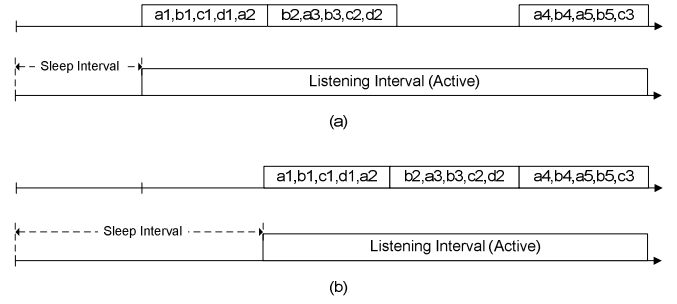 a1,b1,c1,d1,a2 b2,a3,b3,c2,d2 a4,b4,a5,b5,c3
Sleep Interval
Listening Interval (Active)
(a)
a1,b1,c1,d1,a2 b2,a3,b3,c2,d2 a4,b4,a5,b5,c3
Sleep Interval
Listening Interval (Active)
(b)